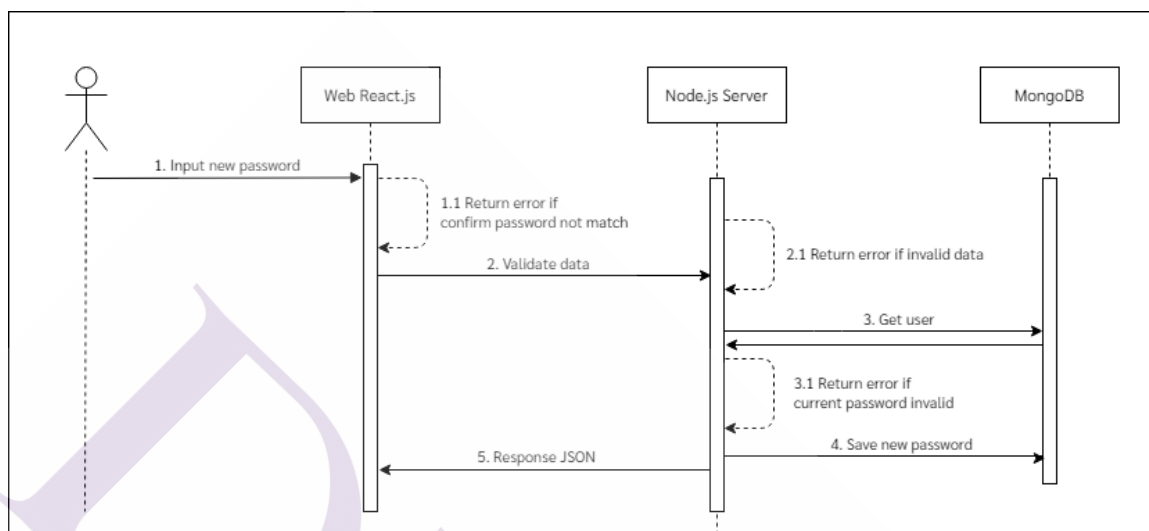 Web React.js
Node.js Server
MongoDB
1. Input new password
1.1 Return error if
confirm password not match
2. Validate data
2.1 Return error if invalid data
3. Get user
3.1 Return error if
current password invalid
4. Save new password
5. Response JSON